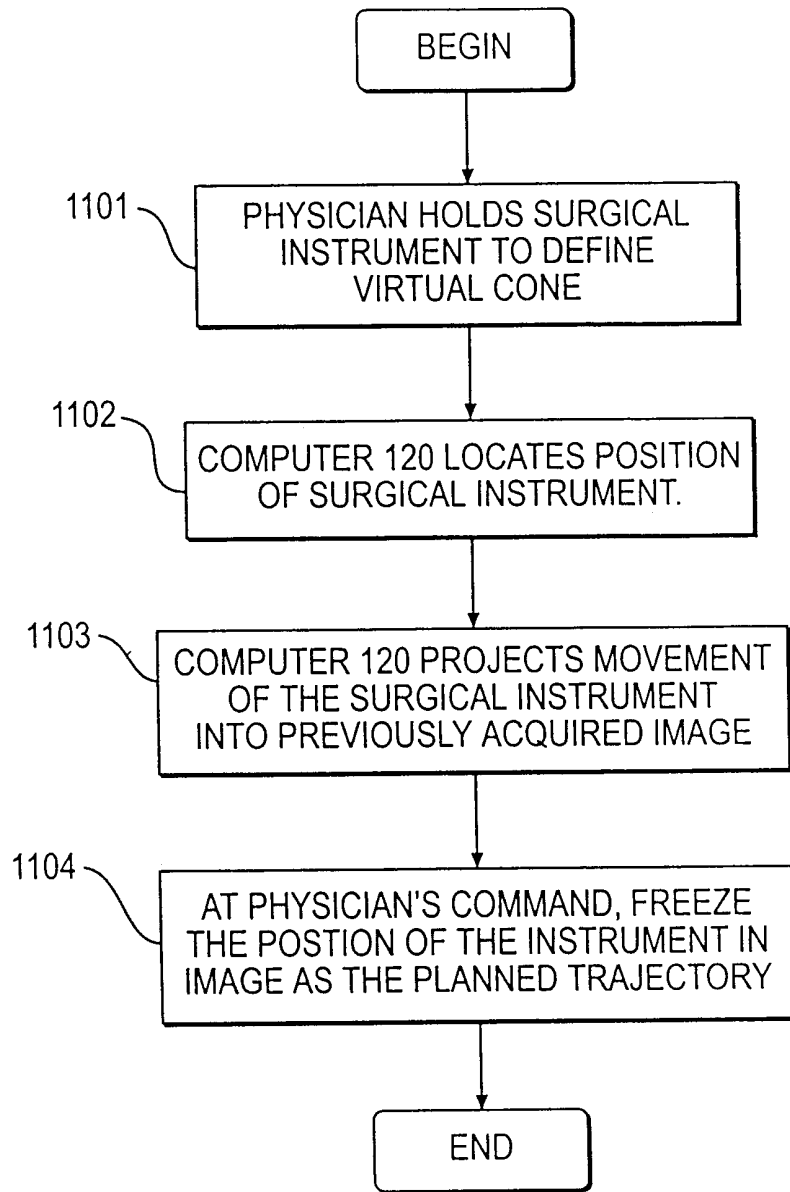 BEGIN
1101
PHYSICIAN HOLDS SURGICAL
INSTRUMENT TO DEFINE
VIRTUAL CONE
1102
COMPUTER 120 LOCATES POSITION
OF SURGICAL INSTRUMENT.
1103
COMPUTER 120 PROJECTS MOVEMENT
OF THE SURGICAL INSTRUMENT
INTO PREVIOUSLY ACQUIRED IMAGE
1104
AT PHYSICIAN'S COMMAND, FREEZE
THE POSTION OF THE INSTRUMENT IN
IMAGE AS THE PLANNED TRAJECTORY
END